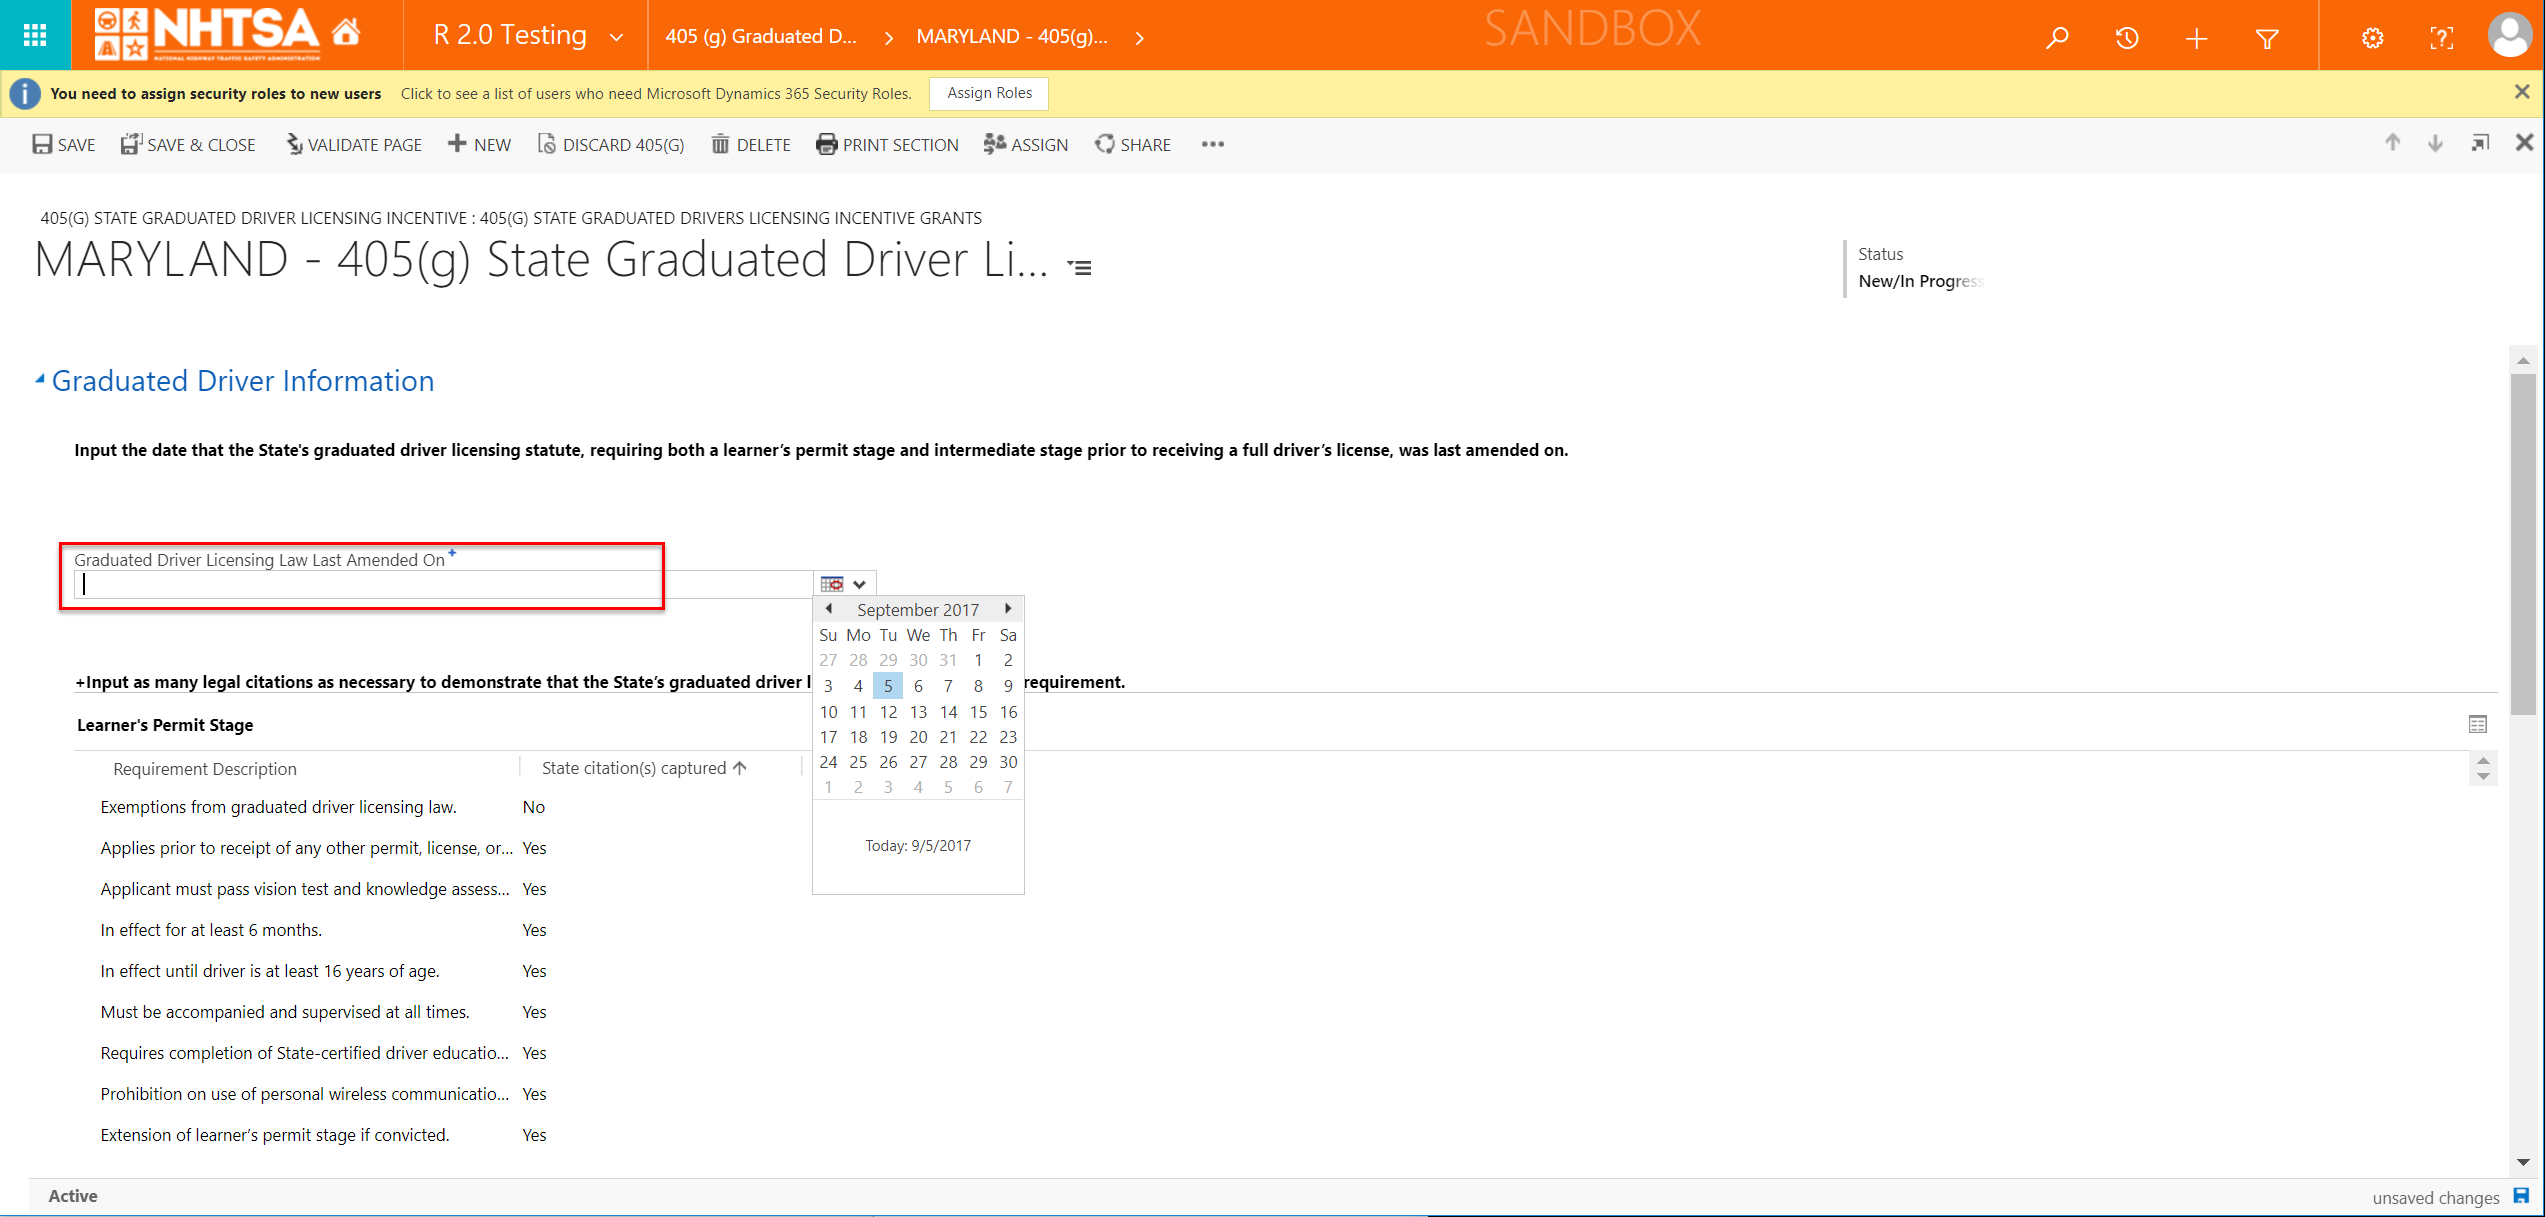 NHTSA
NATIONAL HIGHWAY TRAFFIC SAFETY ADMINISTRATION
R 2.0 Testing
405 (g) Graduated D...
MARYLAND - 405(g)...
SANDBOX
You need to assign security roles to new users Click to see a list of users who need Microsoft Dynamics 365 Security Roles. Assign Roles
SAVE SAVE & CLOSE VALIDATE PAGE NEW DISCARD 405(G) DELETE PRINT SECTION ASSIGN SHARE •••
405(G) STATE GRADUATED DRIVER LICENSING INCENTIVE : 405(G) STATE GRADUATED DRIVERS LICENSING INCENTIVE GRANTS
MARYLAND - 405(g) State Graduated Driver Li...
Status
New/In Progress
Graduated Driver Information
Input the date that the State's graduated driver licensing statute, requiring both a learner’s permit stage and intermediate stage prior to receiving a full driver’s license, was last amended on.
Graduated Driver Licensing Law Last Amended On +
September 2017
Su Mo Tu We Th Fr Sa
27 28 29 30 31 1 2
3 4 5 6 7 8 9
10 11 12 13 14 15 16
17 18 19 20 21 22 23
24 25 26 27 28 29 30
1 2 3 4 5 6 7
Today: 9/5/2017
+Input as many legal citations as necessary to demonstrate that the State’s graduated driver l requirement.
Learner's Permit Stage
Requirement Description State citation(s) captured
Exemptions from graduated driver licensing law. No
Applies prior to receipt of any other permit, license, or... Yes
Applicant must pass vision test and knowledge assess... Yes
In effect for at least 6 months. Yes
In effect until driver is at least 16 years of age. Yes
Must be accompanied and supervised at all times. Yes
Requires completion of State-certified driver educatio... Yes
Prohibition on use of personal wireless communicatio... Yes
Extension of learner’s permit stage if convicted. Yes
Active
unsaved changes